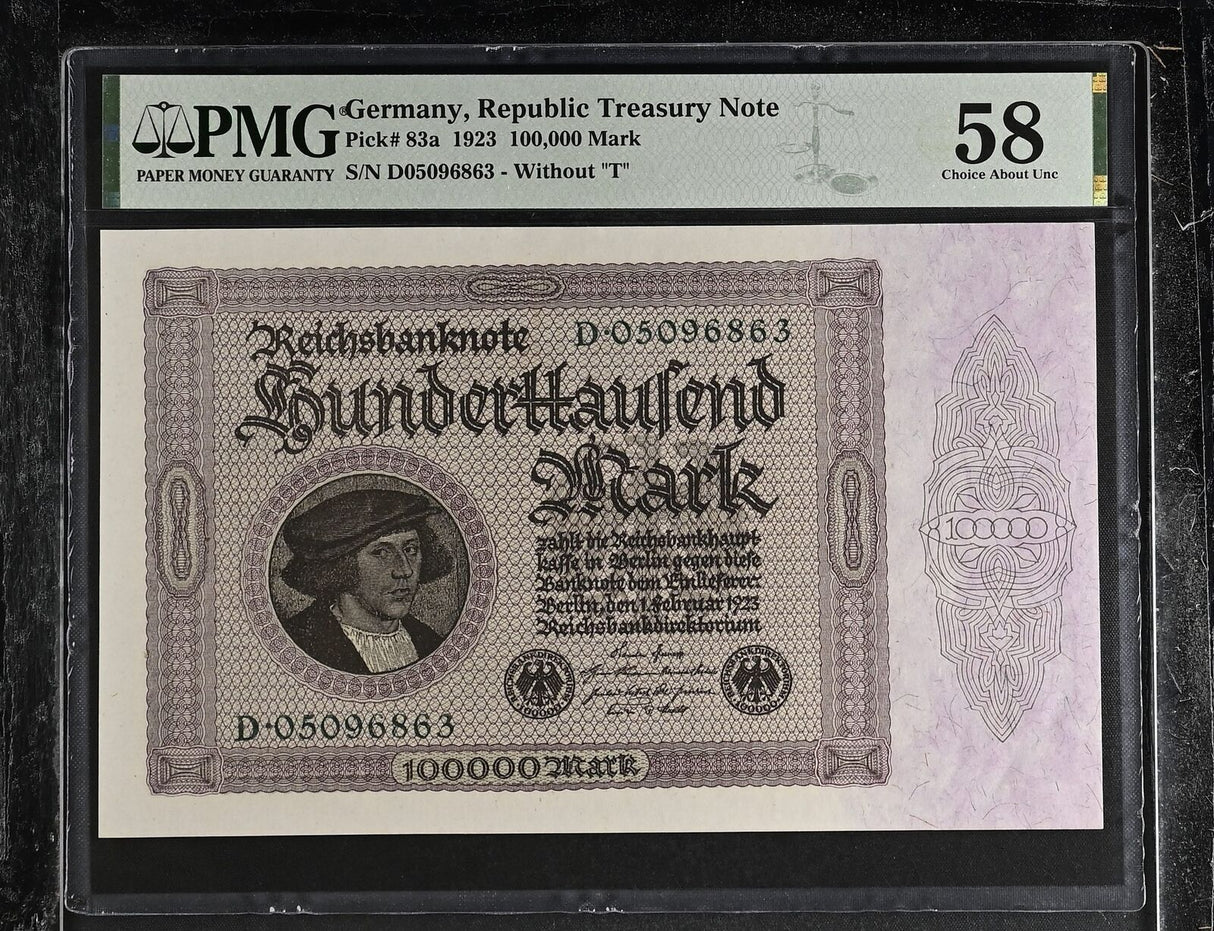 PMG® Germany, Republic Treasury Note
Pick# 83a 1923 100,000 Mark
PAPER MONEY GUARANTY S/N D05096863 - Without "T"
58
Choice About Unc
Reichsbanknote D·05096863
Hunderttausend
Mark
zahlt die Reichsbankhaupt-
kasse in Berlin gegen diese
Banknote dem Einlieferer:
Berlin, den 1. Februar 1923
Reichsbankdirektorium
100000
D·05096863
100000 Mark